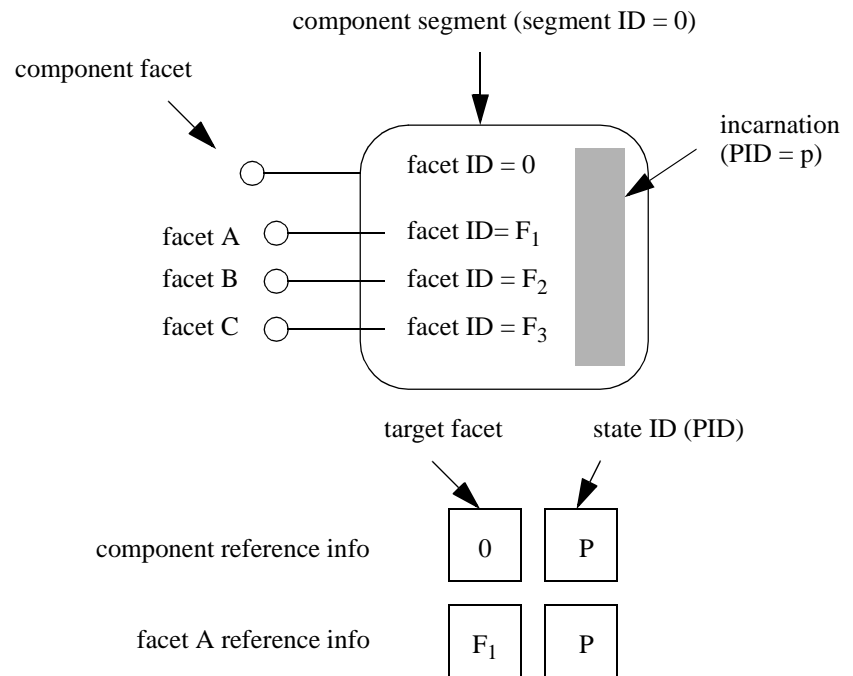 component segment (segment ID = 0)
component facet
incarnation
(PID = p)
facet ID = 0
facet A
facet ID= F1
facet B
facet ID = F2
facet C
facet ID = F3
target facet
state ID (PID)
component reference info
0
P
facet A reference info
F1
P